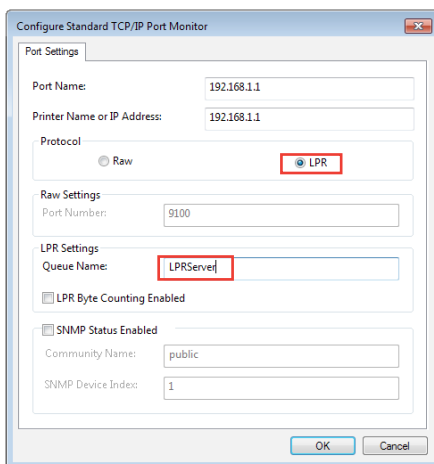 Configure Standard TCP/IP Port Monitor
Port Settings
Port Name: 192.168.1.1
Printer Name or IP Address: 192.168.1.1
Protocol
Raw LPR
Raw Settings
Port Number: 9100
LPR Settings
Queue Name: LPRServer
LPR Byte Counting Enabled
SNMP Status Enabled
Community Name: public
SNMP Device Index: 1
OK Cancel